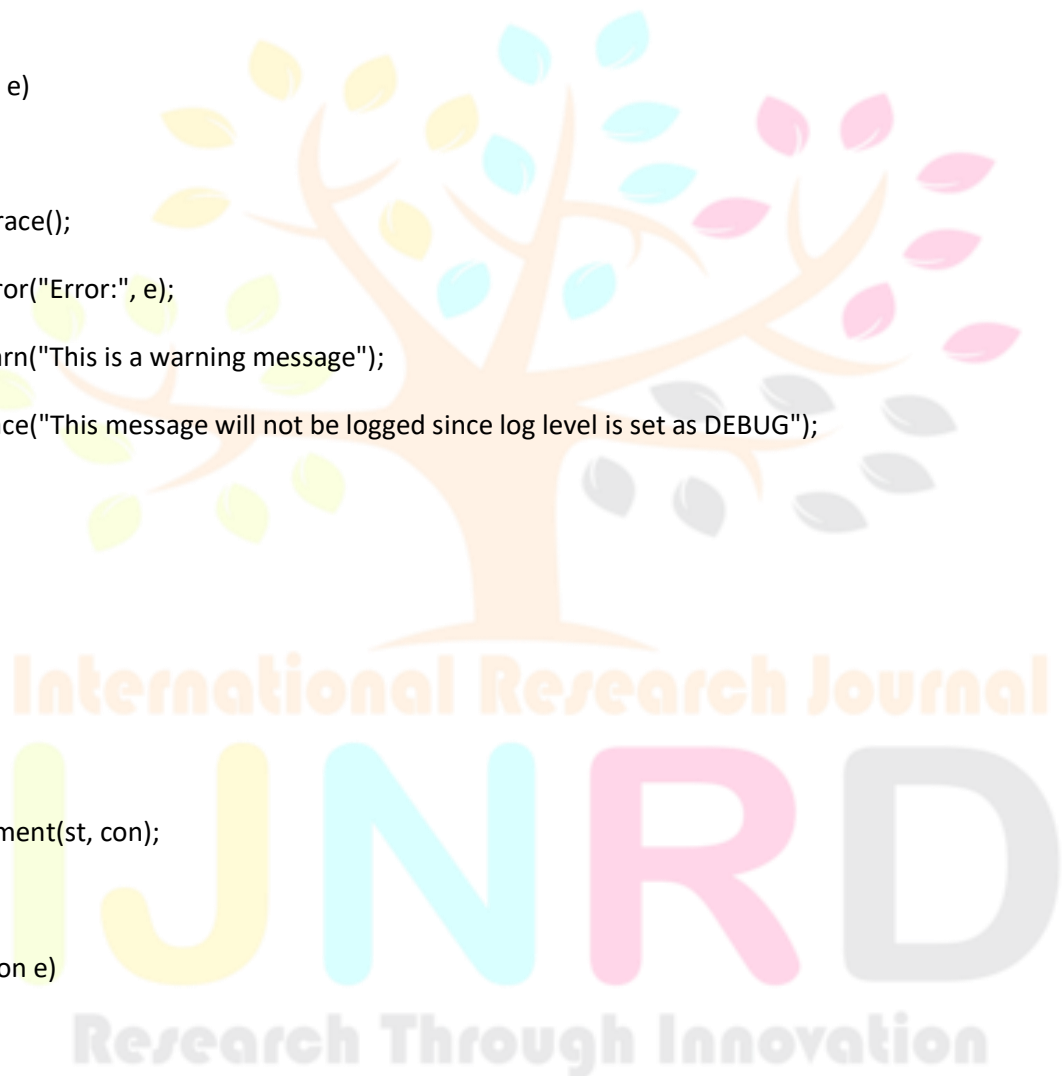 e)
race();
ror("Error:", e);
arn("This is a warning message");
ace("This message will not be logged since log level is set as DEBUG");
International Research Journal
ment(st, con);
IJNRD
on e)
Research Through Innovation